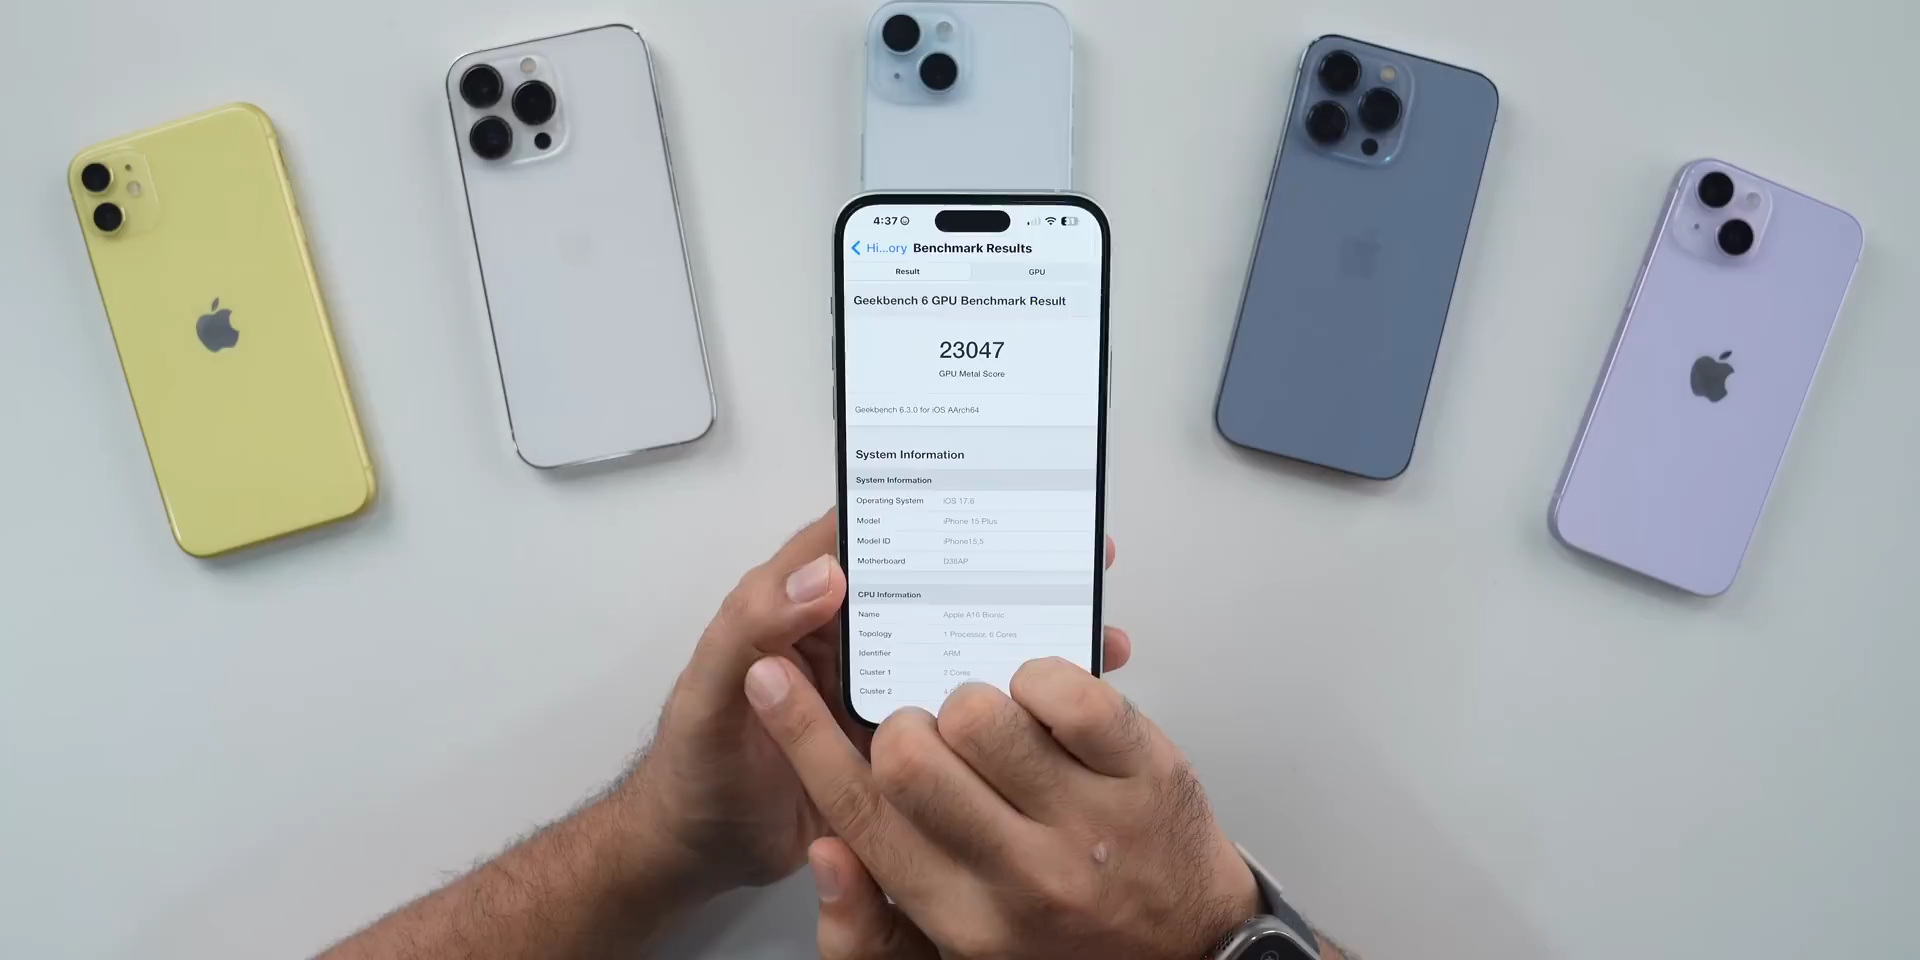 4:37
Hi...ory Benchmark Results
Result GPU
Geekbench 6 GPU Benchmark Result
23047
GPU Metal Score
Geekbench 6.3.0 for iOS AArch64
System Information
System Information
Operating System iOS 17.6
Model iPhone 15 Plus
Model ID iPhone15,5
Motherboard D38AP
CPU Information
Name Apple A16 Bionic
Topology 1 Processor, 6 Cores
Identifier ARM
Cluster 1 2 Cores
Cluster 2 4